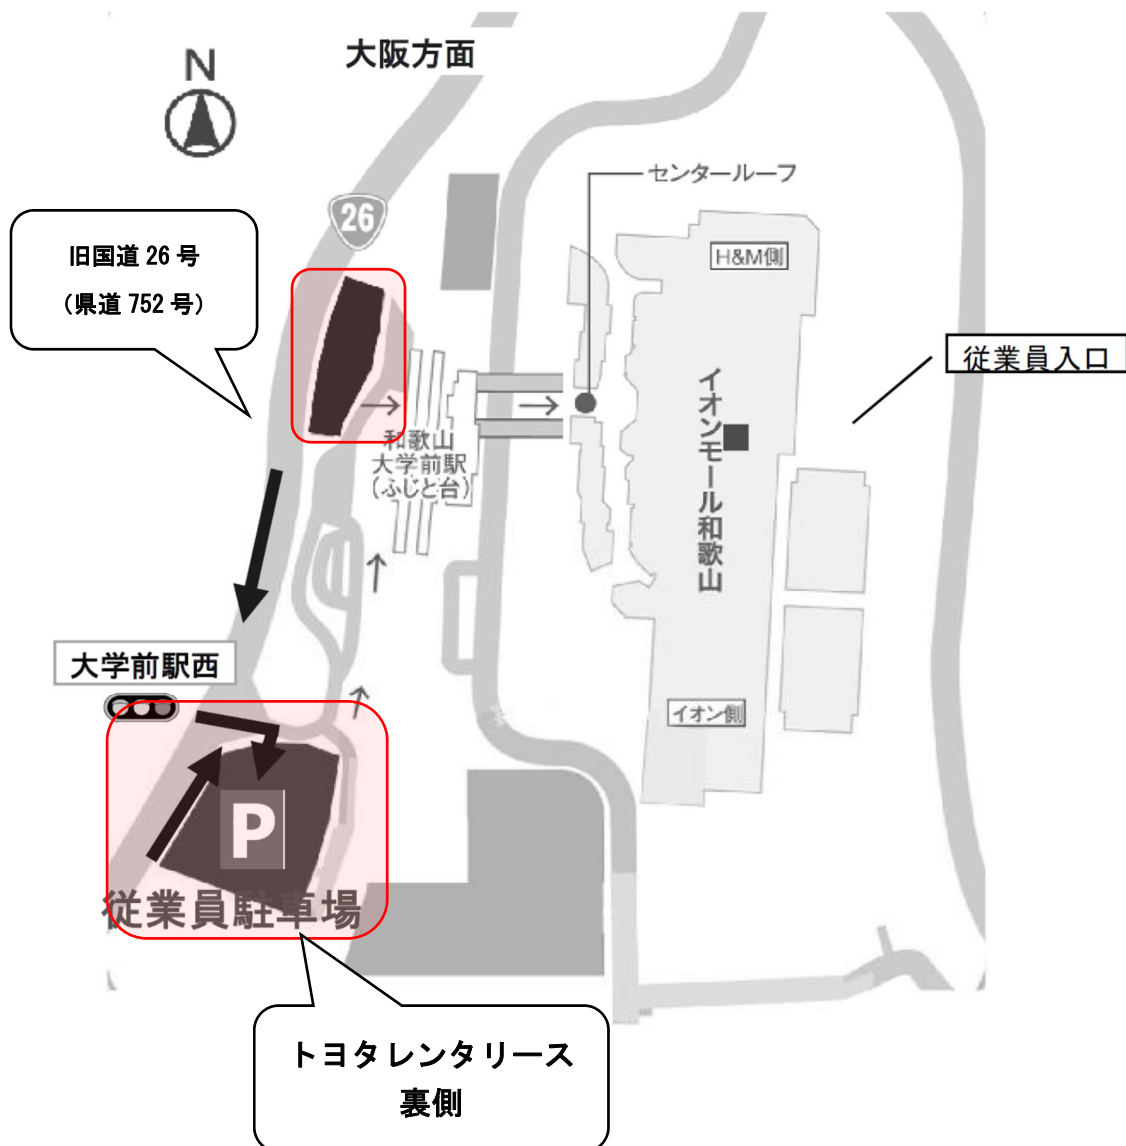 大阪方面
N
センタールーフ
26
旧国道 26 号
（県道 752 号）
H&M側
従業員入口
イオンモール和歌山
和歌山
大学前駅
（ふじと台）
大学前駅西
イオン側
P
従業員駐車場
トヨタレンタリース
裏側